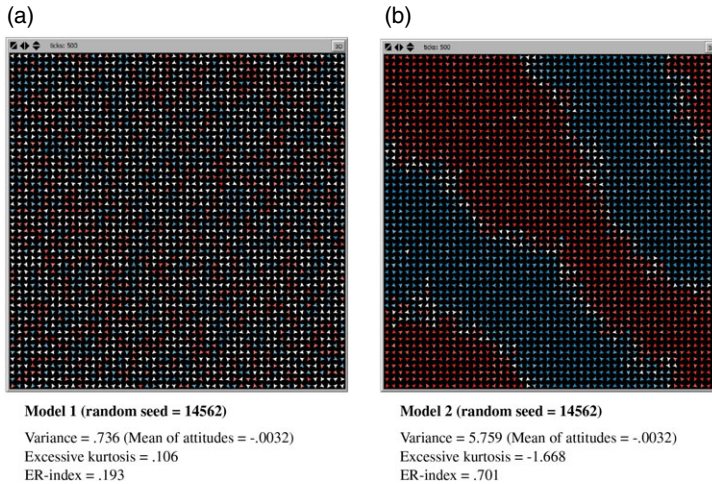 (a)
(b)
ticks: 500
3D
ticks: 500
Model 1 (random seed = 14562)
Variance = .736 (Mean of attitudes = -.0032)
Excessive kurtosis = .106
ER-index = .193
Model 2 (random seed = 14562)
Variance = 5.759 (Mean of attitudes = -.0032)
Excessive kurtosis = -1.668
ER-index = .701